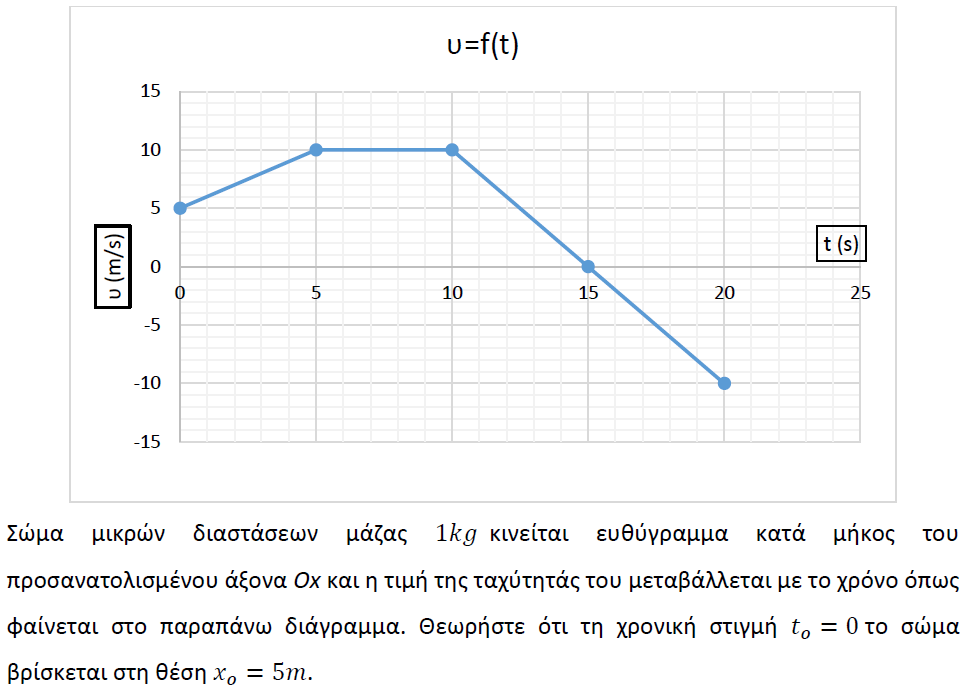 υ=f(t)
15
10
5
0
-5
-10
-15
0 5 10 15 20 25
υ (m/s)
t (s)
Σώμα μικρών διαστάσεων μάζας 1kg κινείται ευθύγραμμα κατά μήκος του
προσανατολισμένου άξονα Ox και η τιμή της ταχύτητάς του μεταβάλλεται με το χρόνο όπως
φαίνεται στο παραπάνω διάγραμμα. Θεωρήστε ότι τη χρονική στιγμή t₀ = 0 το σώμα
βρίσκεται στη θέση x₀ = 5m.